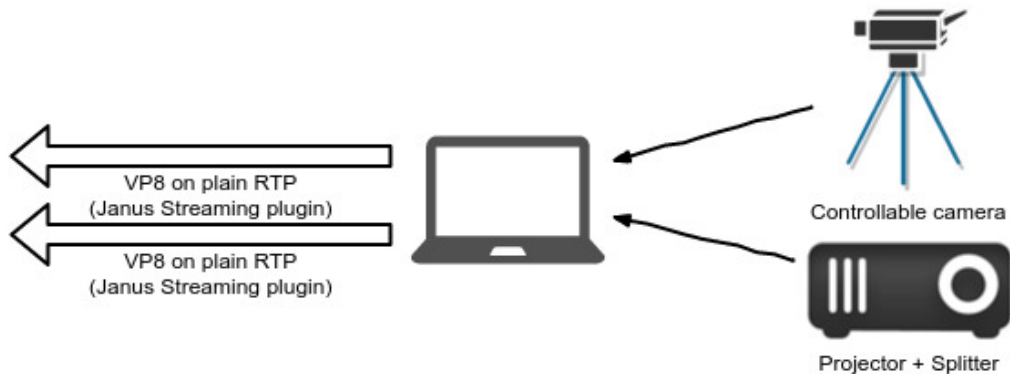 VP8 on plain RTP
(Janus Streaming plugin)
VP8 on plain RTP
(Janus Streaming plugin)
Controllable camera
Projector + Splitter